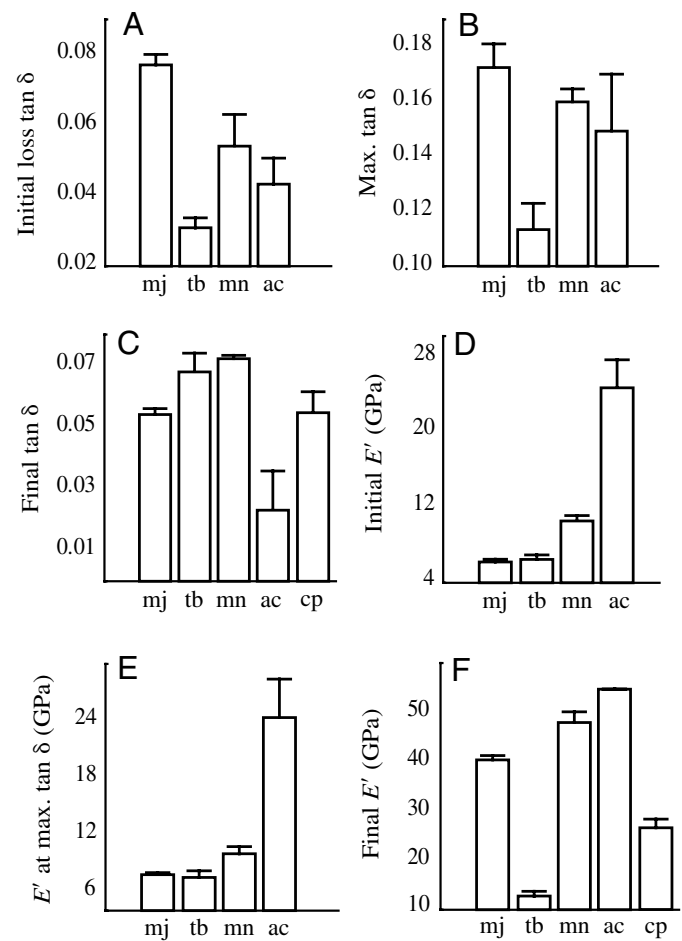 A
Initial loss tan δ
0.08
0.06
0.04
0.02
mj tb mn ac
B
Max. tan δ
0.18
0.16
0.14
0.12
0.10
mj tb mn ac
C
Final tan δ
0.07
0.05
0.03
0.01
mj tb mn ac cp
D
Initial E′ (GPa)
28
20
12
4
mj tb mn ac
E
E′ at max. tan δ (GPa)
24
18
12
6
mj tb mn ac
F
Final E′ (GPa)
50
40
30
20
10
mj tb mn ac cp